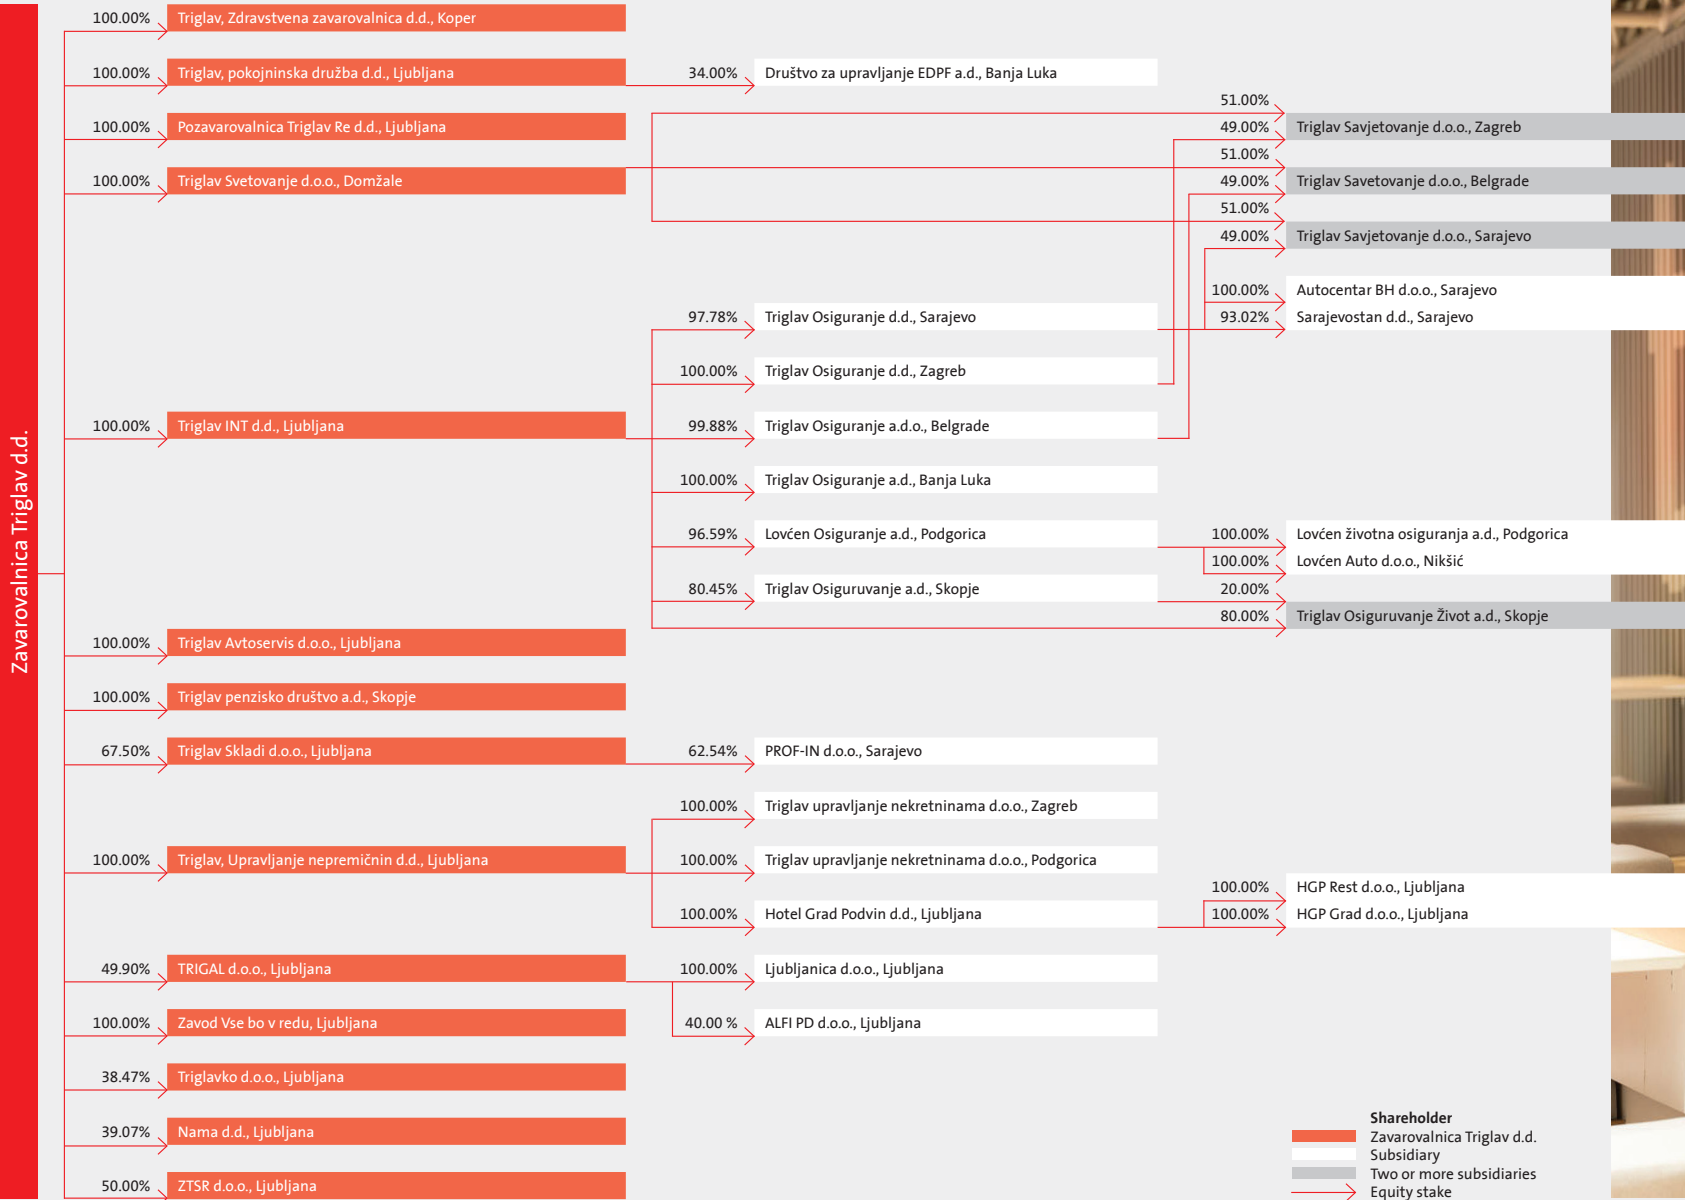 Zavarovalnica Triglav d.d.
100.00% Triglav, Zdravstvena zavarovalnica d.d., Koper
100.00% Triglav, pokojninska družba d.d., Ljubljana 34.00% Društvo za upravljanje EDPF a.d., Banja Luka
51.00%
100.00% Pozavarovalnica Triglav Re d.d., Ljubljana 49.00% Triglav Savjetovanje d.o.o., Zagreb
51.00%
100.00% Triglav Svetovanje d.o.o., Domžale 49.00% Triglav Savetovanje d.o.o., Belgrade
51.00%
49.00% Triglav Savjetovanje d.o.o., Sarajevo
100.00% Autocentar BH d.o.o., Sarajevo
97.78% Triglav Osiguranje d.d., Sarajevo 93.02% Sarajevostan d.d., Sarajevo
100.00% Triglav Osiguranje d.d., Zagreb
100.00% Triglav INT d.d., Ljubljana 99.88% Triglav Osiguranje a.d.o., Belgrade
100.00% Triglav Osiguranje a.d., Banja Luka
96.59% Lovćen Osiguranje a.d., Podgorica 100.00% Lovćen životna osiguranja a.d., Podgorica
100.00% Lovćen Auto d.o.o., Nikšić
80.45% Triglav Osiguruvanje a.d., Skopje 20.00%
80.00% Triglav Osiguruvanje Život a.d., Skopje
100.00% Triglav Avtoservis d.o.o., Ljubljana
100.00% Triglav penzisko društvo a.d., Skopje
67.50% Triglav Skladi d.o.o., Ljubljana 62.54% PROF-IN d.o.o., Sarajevo
100.00% Triglav upravljanje nekretninama d.o.o., Zagreb
100.00% Triglav, Upravljanje nepremičnin d.d., Ljubljana 100.00% Triglav upravljanje nekretninama d.o.o., Podgorica
100.00% HGP Rest d.o.o., Ljubljana
100.00% Hotel Grad Podvin d.d., Ljubljana 100.00% HGP Grad d.o.o., Ljubljana
49.90% TRIGAL d.o.o., Ljubljana 100.00% Ljubljanica d.o.o., Ljubljana
100.00% Zavod Vse bo v redu, Ljubljana 40.00 % ALFI PD d.o.o., Ljubljana
38.47% Triglavko d.o.o., Ljubljana
39.07% Nama d.d., Ljubljana
50.00% ZTSR d.o.o., Ljubljana
Shareholder
Zavarovalnica Triglav d.d.
Subsidiary
Two or more subsidiaries
Equity stake